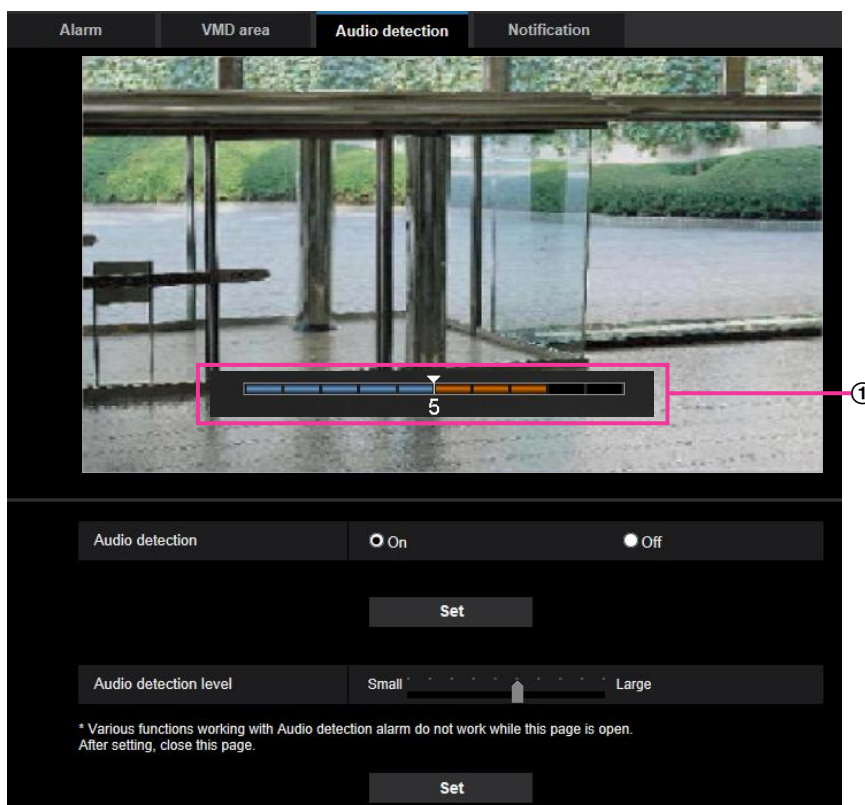 Alarm VMD area Audio detection Notification
5
①
Audio detection On Off
Set
Audio detection level Small Large
* Various functions working with Audio detection alarm do not work while this page is open.
After setting, close this page.
Set